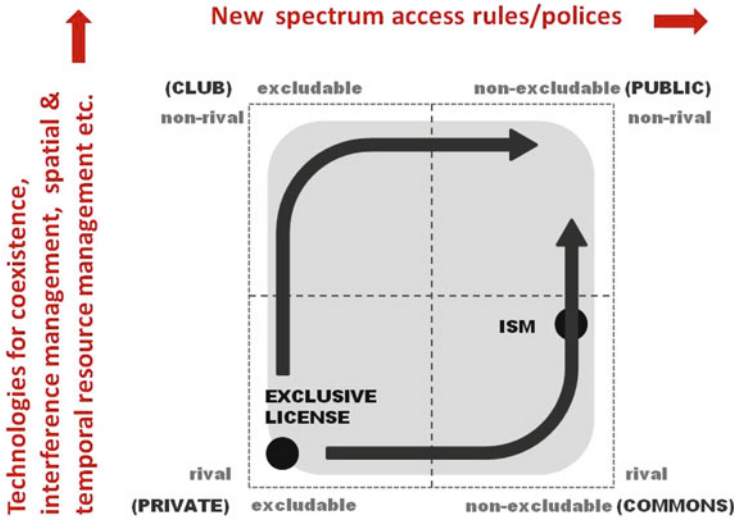 New spectrum access rules/polices
(CLUB) excludable non-excludable (PUBLIC)
non-rival non-rival
Technologies for coexistence,
interference management, spatial &
temporal resource management etc.
ISM
EXCLUSIVE
LICENSE
rival rival
(PRIVATE) excludable non-excludable (COMMONS)